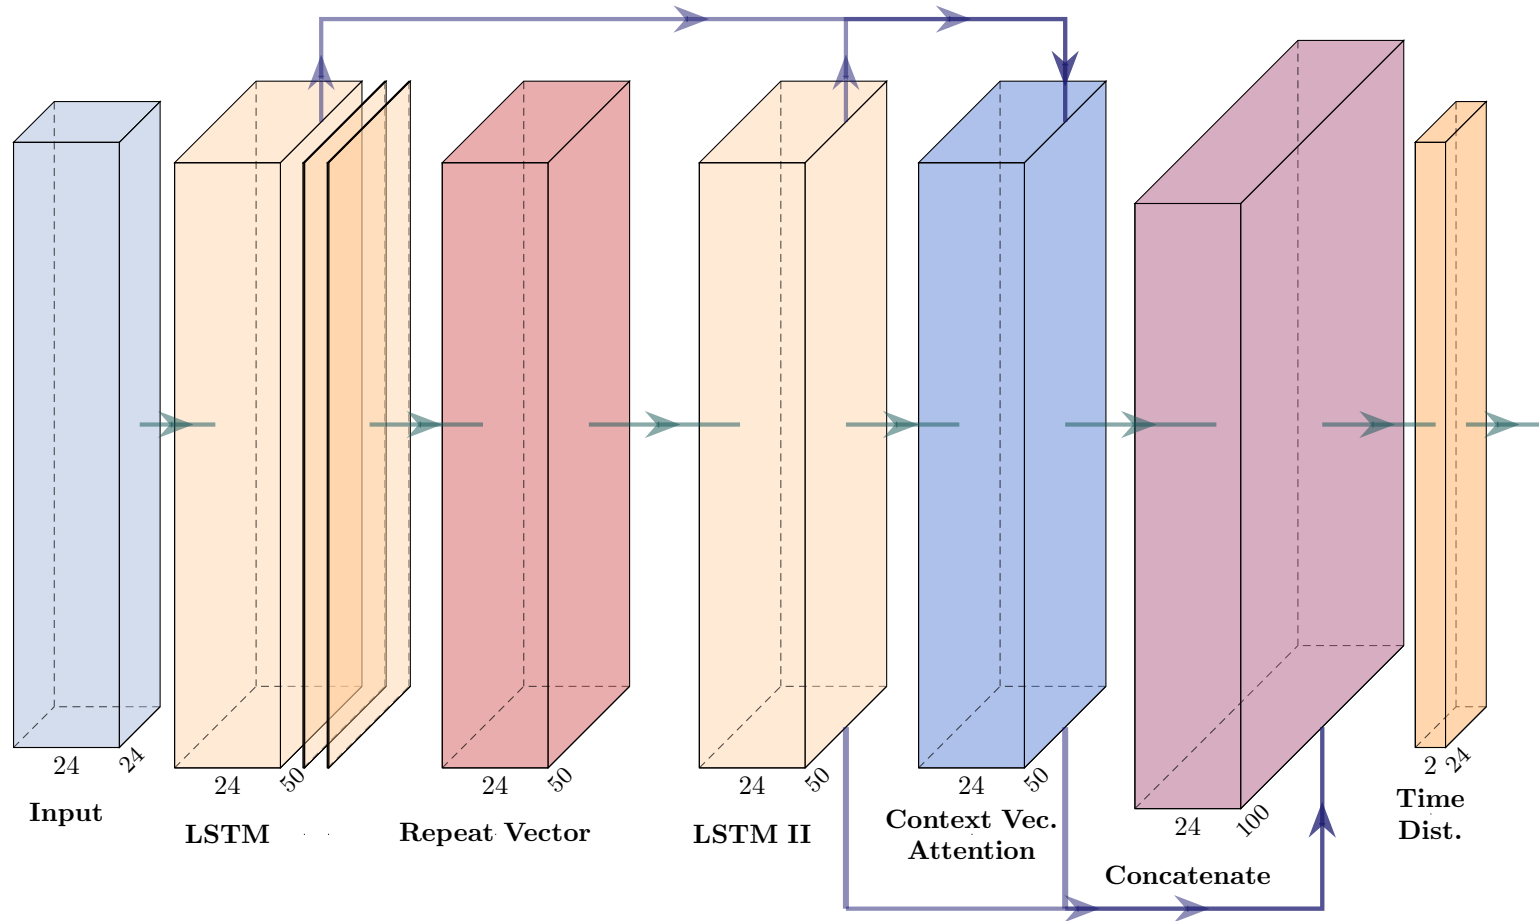 24
24
Input
24
50
LSTM
24
50
Repeat Vector
24
50
LSTM II
24
50
Context Vec.
Attention
24
100
Concatenate
2
24
Time
Dist.